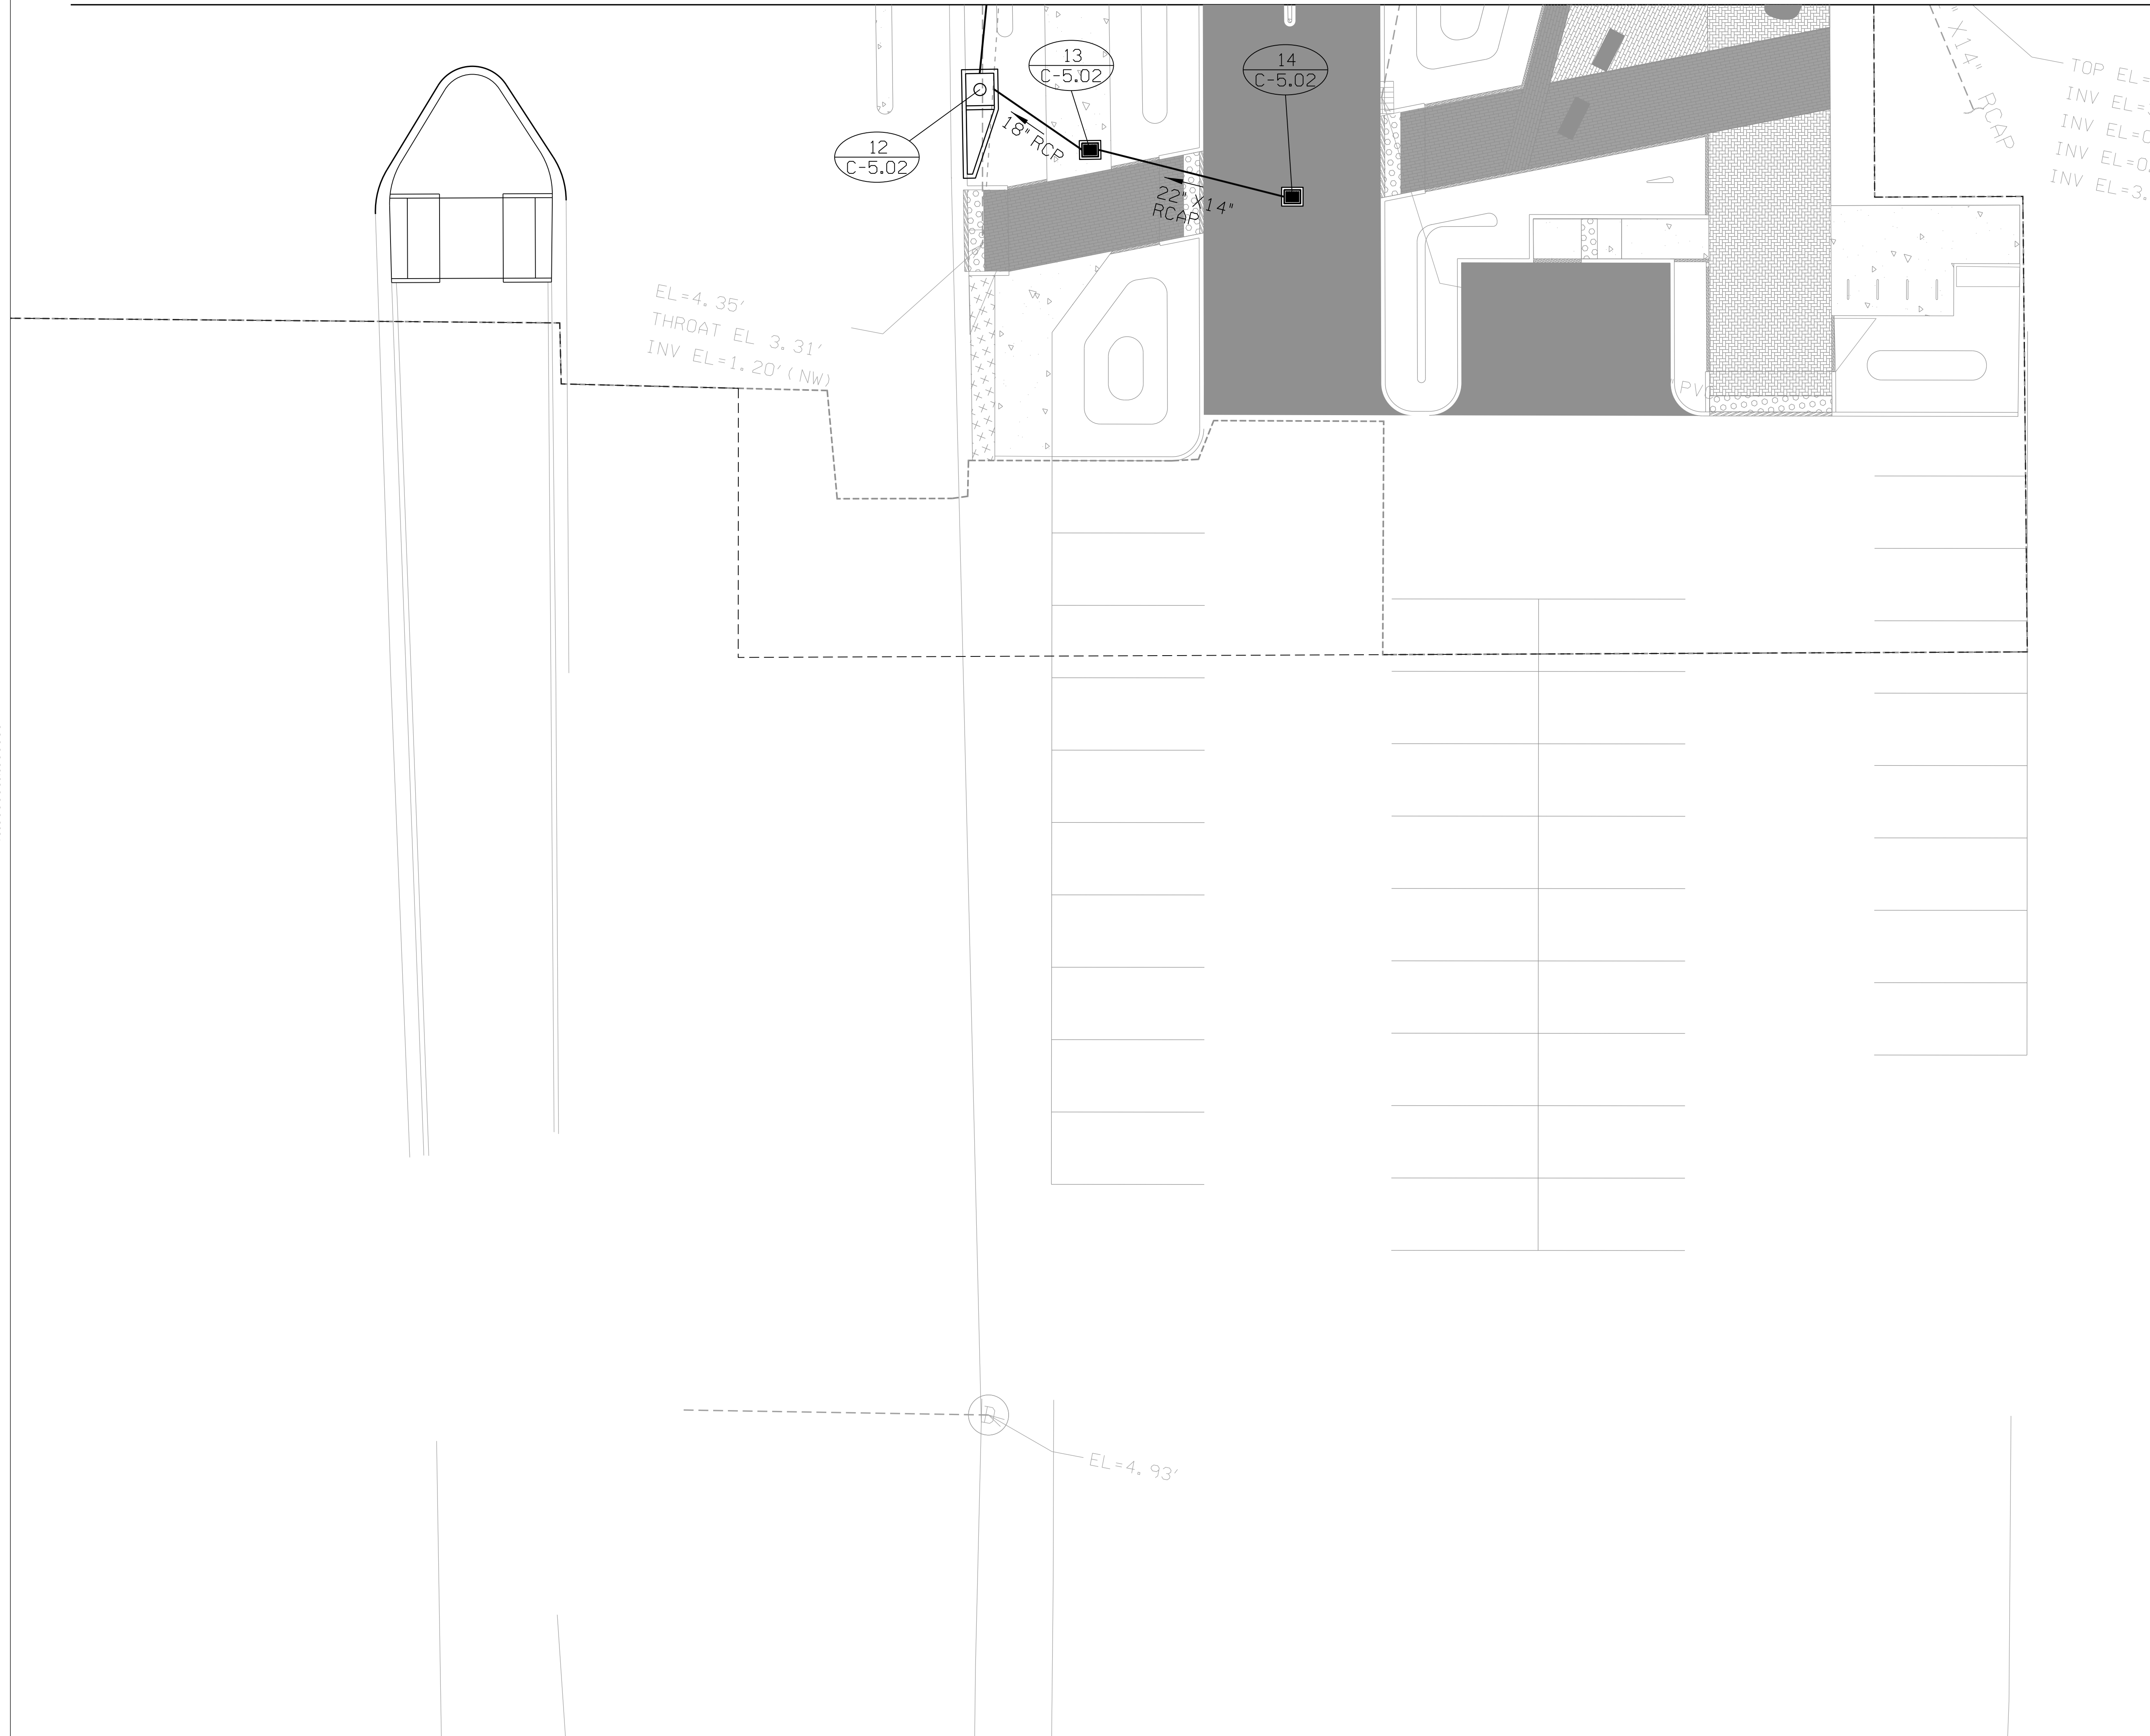 13
C-5.02
14
C-5.02
12
C-5.02
18" RCP
22" X14"
RCAP
" X14" RCAP
TOP EL=
INV EL=
INV EL=0
INV EL=0.
INV EL=3.
EL=4.35'
THROAT EL 3.31'
INV EL=1.20'(NW)
" PV
D
EL=4.93'